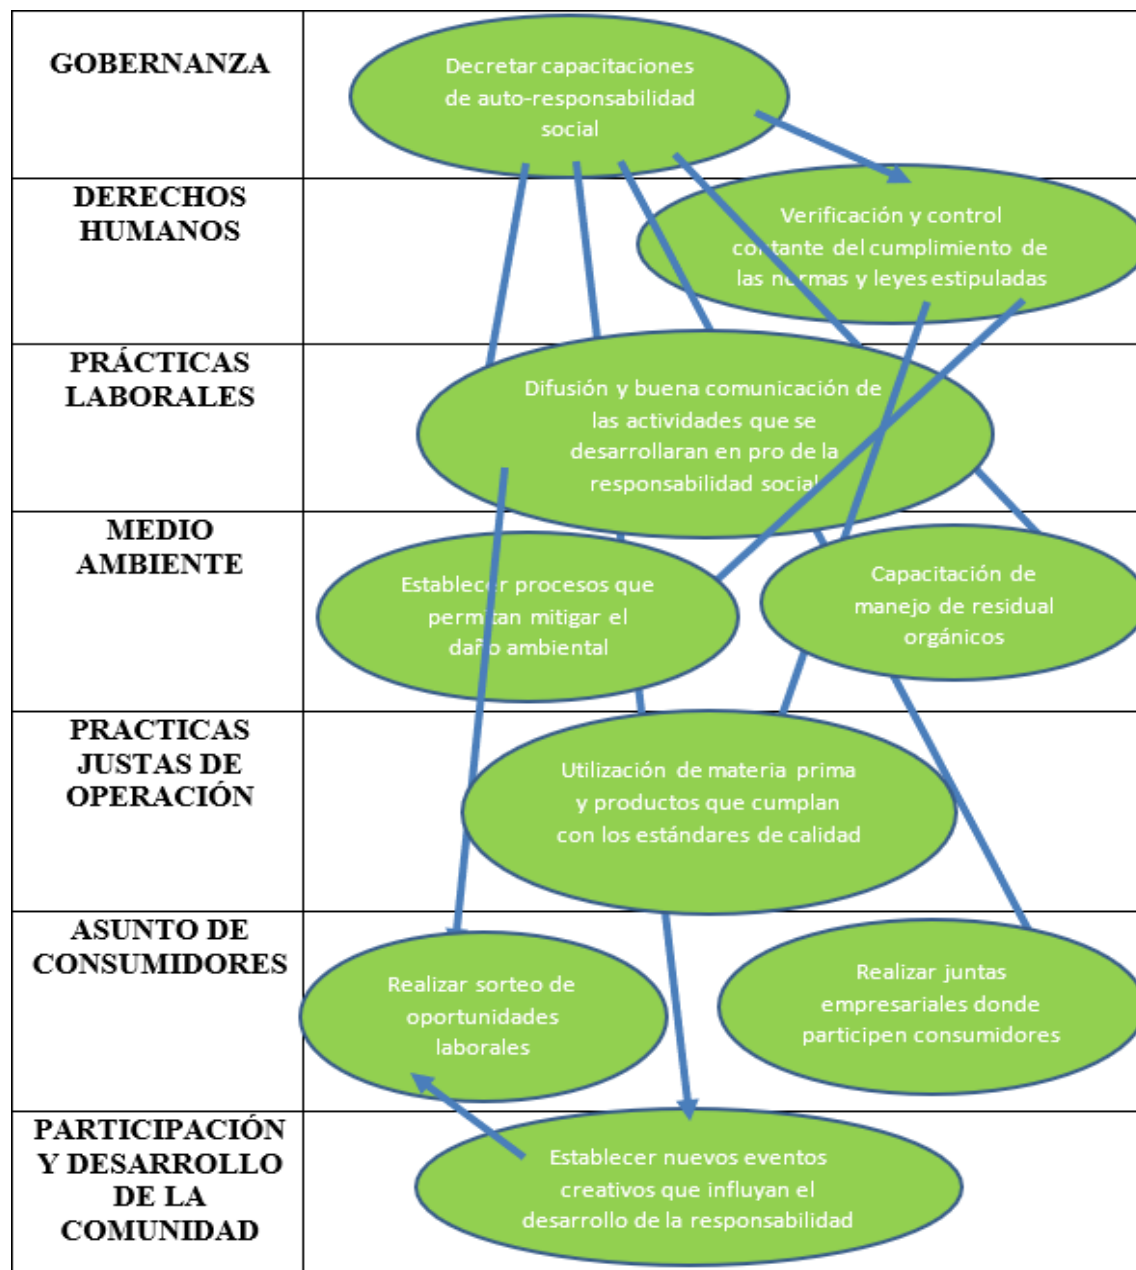 GOBERNANZA
Decretar capacitaciones
de auto-responsabilidad
social
DERECHOS
HUMANOS
Verificación y control
contante del cumplimiento de
las normas y leyes estipuladas
PRÁCTICAS
LABORALES
Difusión y buena comunicación de
las actividades que se
desarrollaran en pro de la
responsabilidad social
MEDIO
AMBIENTE
Establecer procesos que
permitan mitigar el
daño ambiental
Capacitación de
manejo de residual
orgánicos
PRACTICAS
JUSTAS DE
OPERACIÓN
Utilización de materia prima
y productos que cumplan
con los estándares de calidad
ASUNTO DE
CONSUMIDORES
Realizar sorteo de
oportunidades
laborales
Realizar juntas
empresariales donde
participen consumidores
PARTICIPACIÓN
Y DESARROLLO
DE LA
COMUNIDAD
Establecer nuevos eventos
creativos que influyan el
desarrollo de la responsabilidad